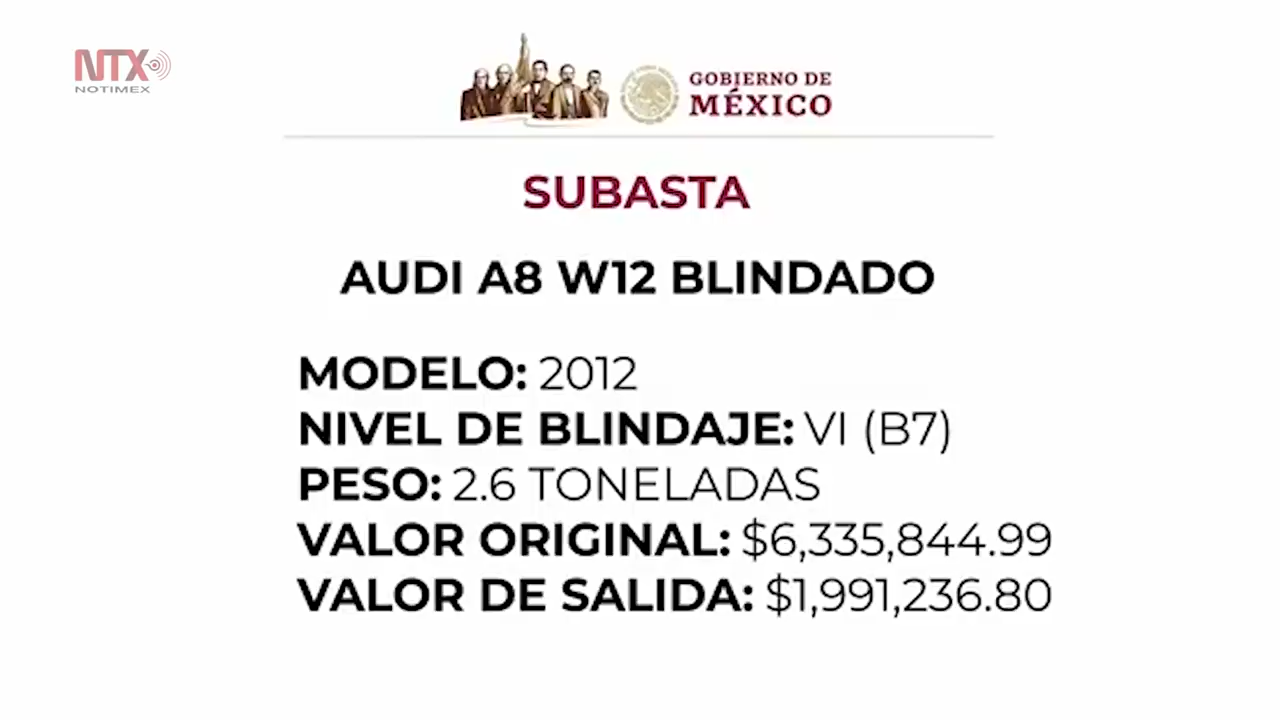 NTX
NOTIMEX
GOBIERNO DE
MÉXICO
SUBASTA
AUDI A8 W12 BLINDADO
MODELO: 2012
NIVEL DE BLINDAJE: VI (B7)
PESO: 2.6 TONELADAS
VALOR ORIGINAL: $6,335,844.99
VALOR DE SALIDA: $1,991,236.80